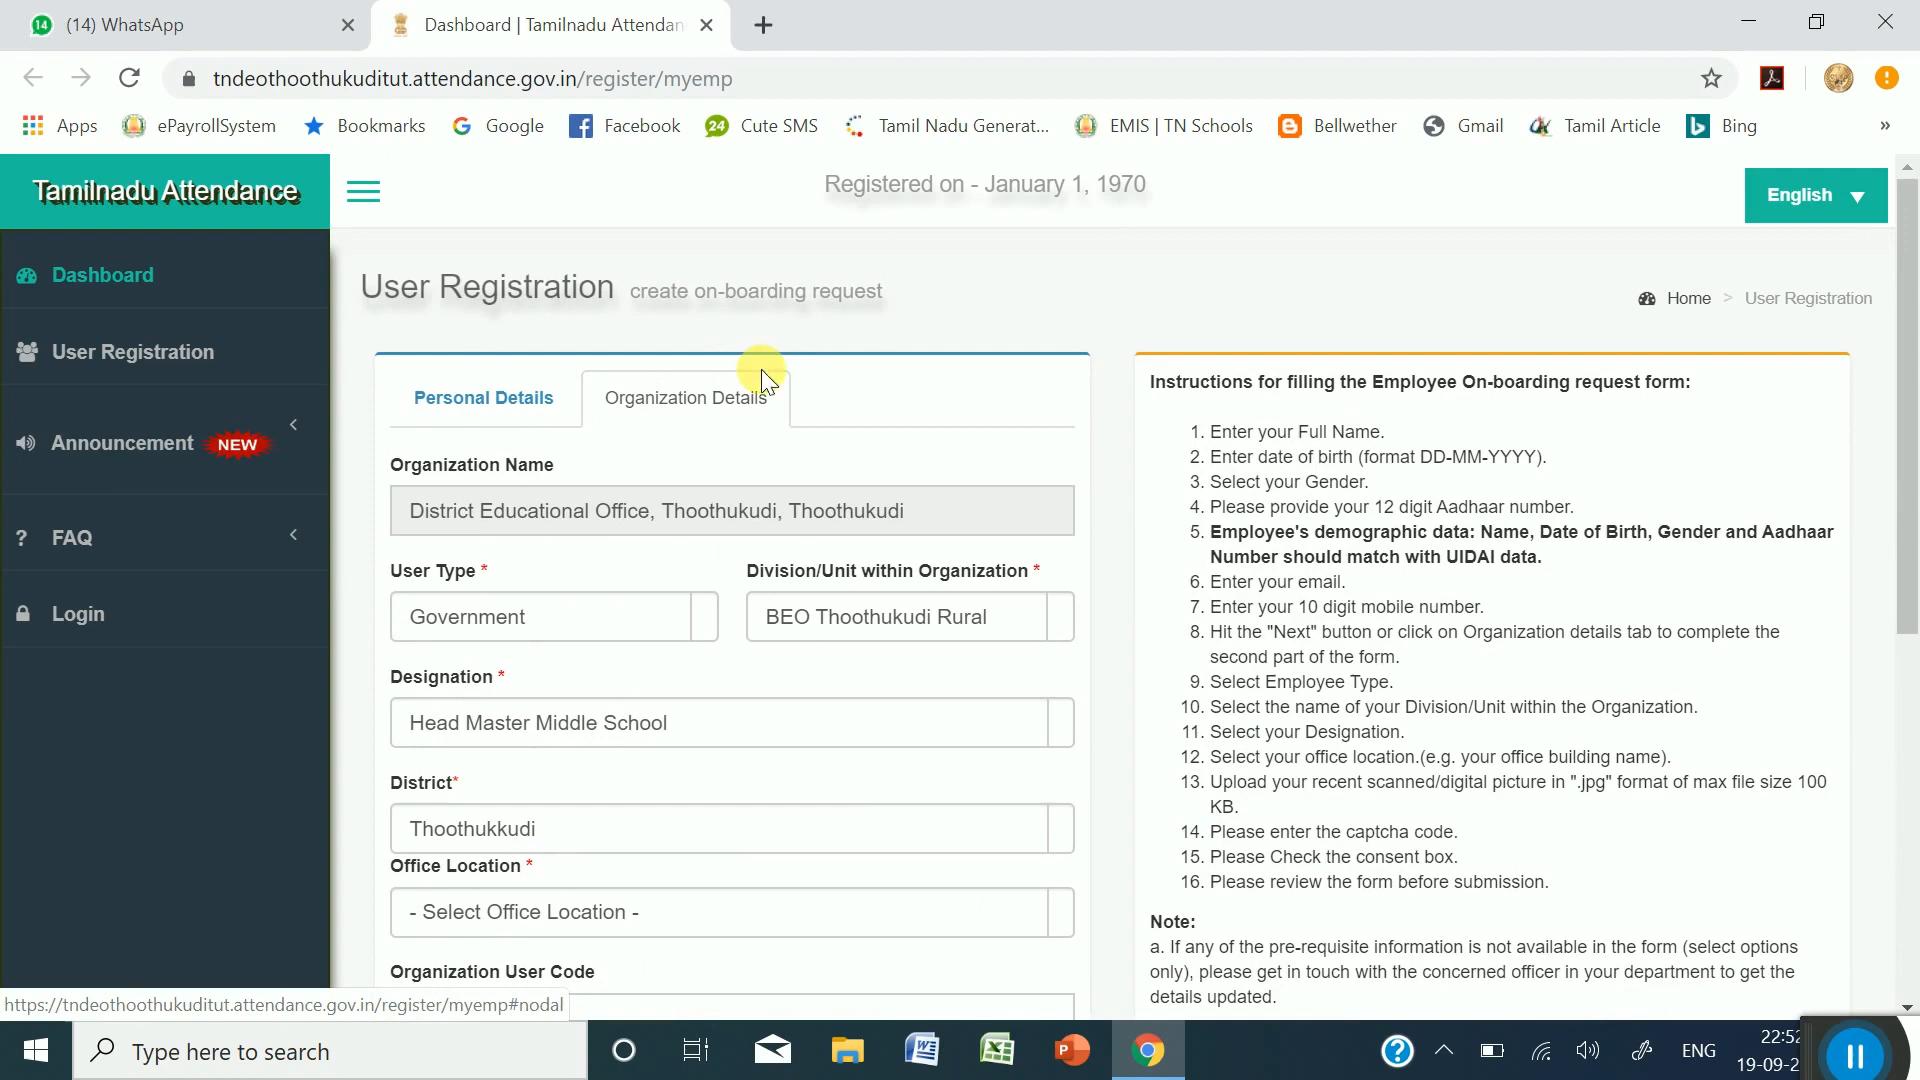 (14) WhatsApp
Dashboard | Tamilnadu Attendan
tndeothoothukuditut.attendance.gov.in/register/myemp
Apps
ePayrollSystem
Bookmarks
Google
Facebook
24
Cute SMS
Tamil Nadu Generat...
EMIS | TN Schools
Bellwether
Gmail
Tamil Article
Bing
»
Tamilnadu Attendance
Registered on - January 1, 1970
English
Dashboard
User Registration
Announcement NEW
FAQ
Login
User Registration create on-boarding request
Home > User Registration
Personal Details
Organization Details
Organization Name
District Educational Office, Thoothukudi, Thoothukudi
User Type *
Division/Unit within Organization *
Government
BEO Thoothukudi Rural
Designation *
Head Master Middle School
District*
Thoothukkudi
Office Location *
- Select Office Location -
Organization User Code
Instructions for filling the Employee On-boarding request form:
1. Enter your Full Name.
2. Enter date of birth (format DD-MM-YYYY).
3. Select your Gender.
4. Please provide your 12 digit Aadhaar number.
5. Employee's demographic data: Name, Date of Birth, Gender and Aadhaar
Number should match with UIDAI data.
6. Enter your email.
7. Enter your 10 digit mobile number.
8. Hit the "Next" button or click on Organization details tab to complete the
second part of the form.
9. Select Employee Type.
10. Select the name of your Division/Unit within the Organization.
11. Select your Designation.
12. Select your office location.(e.g. your office building name).
13. Upload your recent scanned/digital picture in ".jpg" format of max file size 100
KB.
14. Please enter the captcha code.
15. Please Check the consent box.
16. Please review the form before submission.
Note:
a. If any of the pre-requisite information is not available in the form (select options
only), please get in touch with the concerned officer in your department to get the
details updated.
https://tndeothoothukuditut.attendance.gov.in/register/myemp#nodal
Type here to search
ENG
22:52
19-09-2